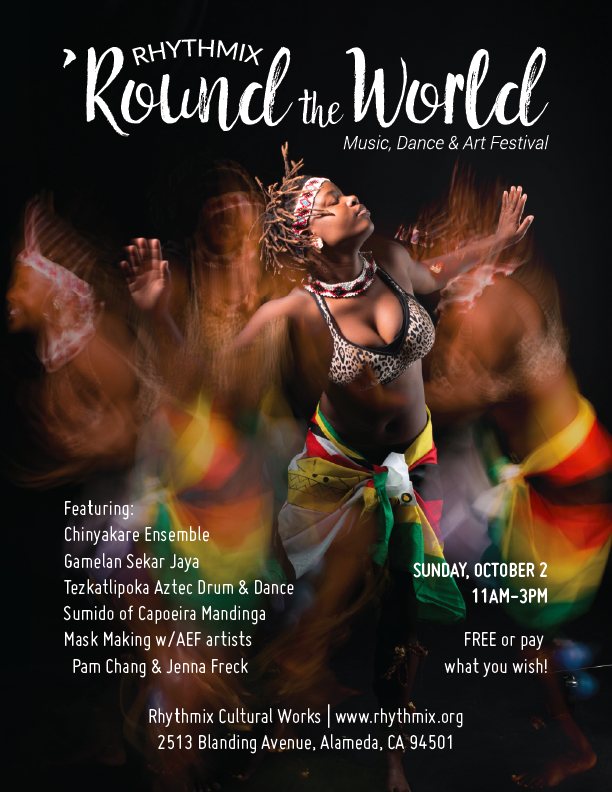 RHYTHMIX
'Round the World
Music, Dance & Art Festival
Featuring:
Chinyakare Ensemble
Gamelan Sekar Jaya
Tezkatlipoka Aztec Drum & Dance
Sumido of Capoeira Mandinga
Mask Making w/AEF artists
Pam Chang & Jenna Freck
SUNDAY, OCTOBER 2
11AM-3PM
FREE or pay
what you wish!
Rhythmix Cultural Works | www.rhythmix.org
2513 Blanding Avenue, Alameda, CA 94501